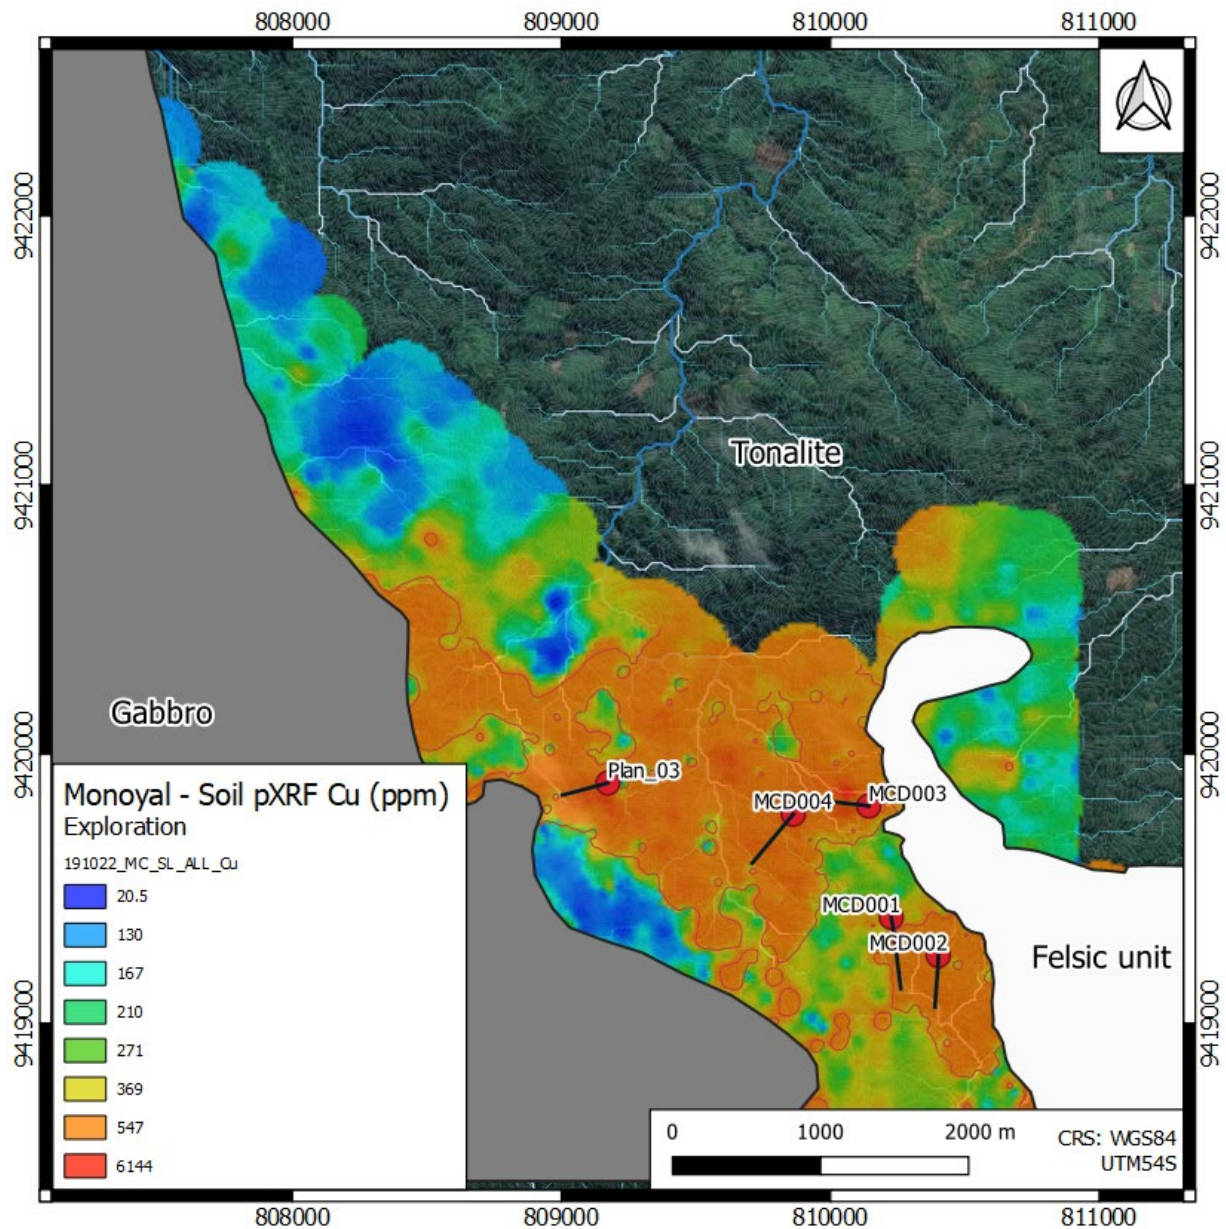 808000
809000
810000
811000
9422000
9422000
Tonalite
9421000
9421000
Gabbro
9420000
9420000
Plan_03
MCD004
MCD003
MCD001
MCD002
Felsic unit
9419000
9419000
Monoyal - Soil pXRF Cu (ppm)
Exploration
191022_MC_SL_ALL_Cu
20.5
130
167
210
271
369
547
6144
0
1000
2000 m
CRS: WGS84
UTM54S
808000
809000
810000
811000